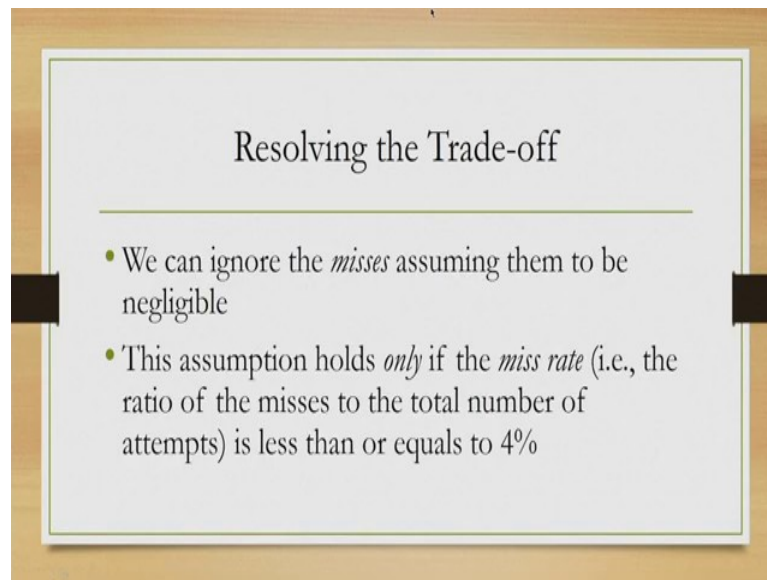 Resolving the Trade-off
• We can ignore the misses assuming them to be
negligible
• This assumption holds only if the miss rate (i.e., the
ratio of the misses to the total number of
attempts) is less than or equals to 4%